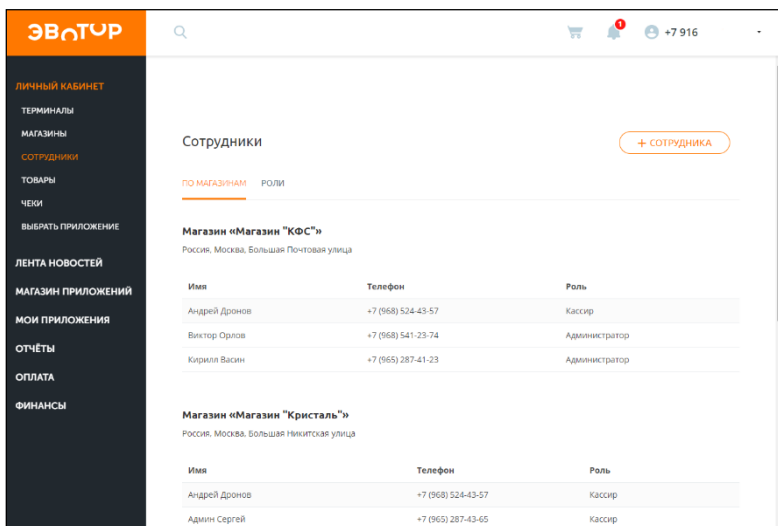 ЭВОТОР
1
+7 916
ЛИЧНЫЙ КАБИНЕТ
ТЕРМИНАЛЫ
МАГАЗИНЫ
СОТРУДНИКИ
ТОВАРЫ
ЧЕКИ
ВЫБРАТЬ ПРИЛОЖЕНИЕ
ЛЕНТА НОВОСТЕЙ
МАГАЗИН ПРИЛОЖЕНИЙ
МОИ ПРИЛОЖЕНИЯ
ОТЧЁТЫ
ОПЛАТА
ФИНАНСЫ
Сотрудники
+ СОТРУДНИКА
ПО МАГАЗИНАМ РОЛИ
Магазин «Магазин "КФС"»
Россия, Москва, Большая Почтовая улица
Имя Телефон Роль
Андрей Дронов +7 (968) 524-43-57 Кассир
Виктор Орлов +7 (968) 541-23-74 Администратор
Кирилл Васин +7 (965) 287-41-23 Администратор
Магазин «Магазин "Кристаль"»
Россия, Москва, Большая Никитская улица
Имя Телефон Роль
Андрей Дронов +7 (968) 524-43-57 Кассир
Админ Сергей +7 (965) 287-43-65 Кассир